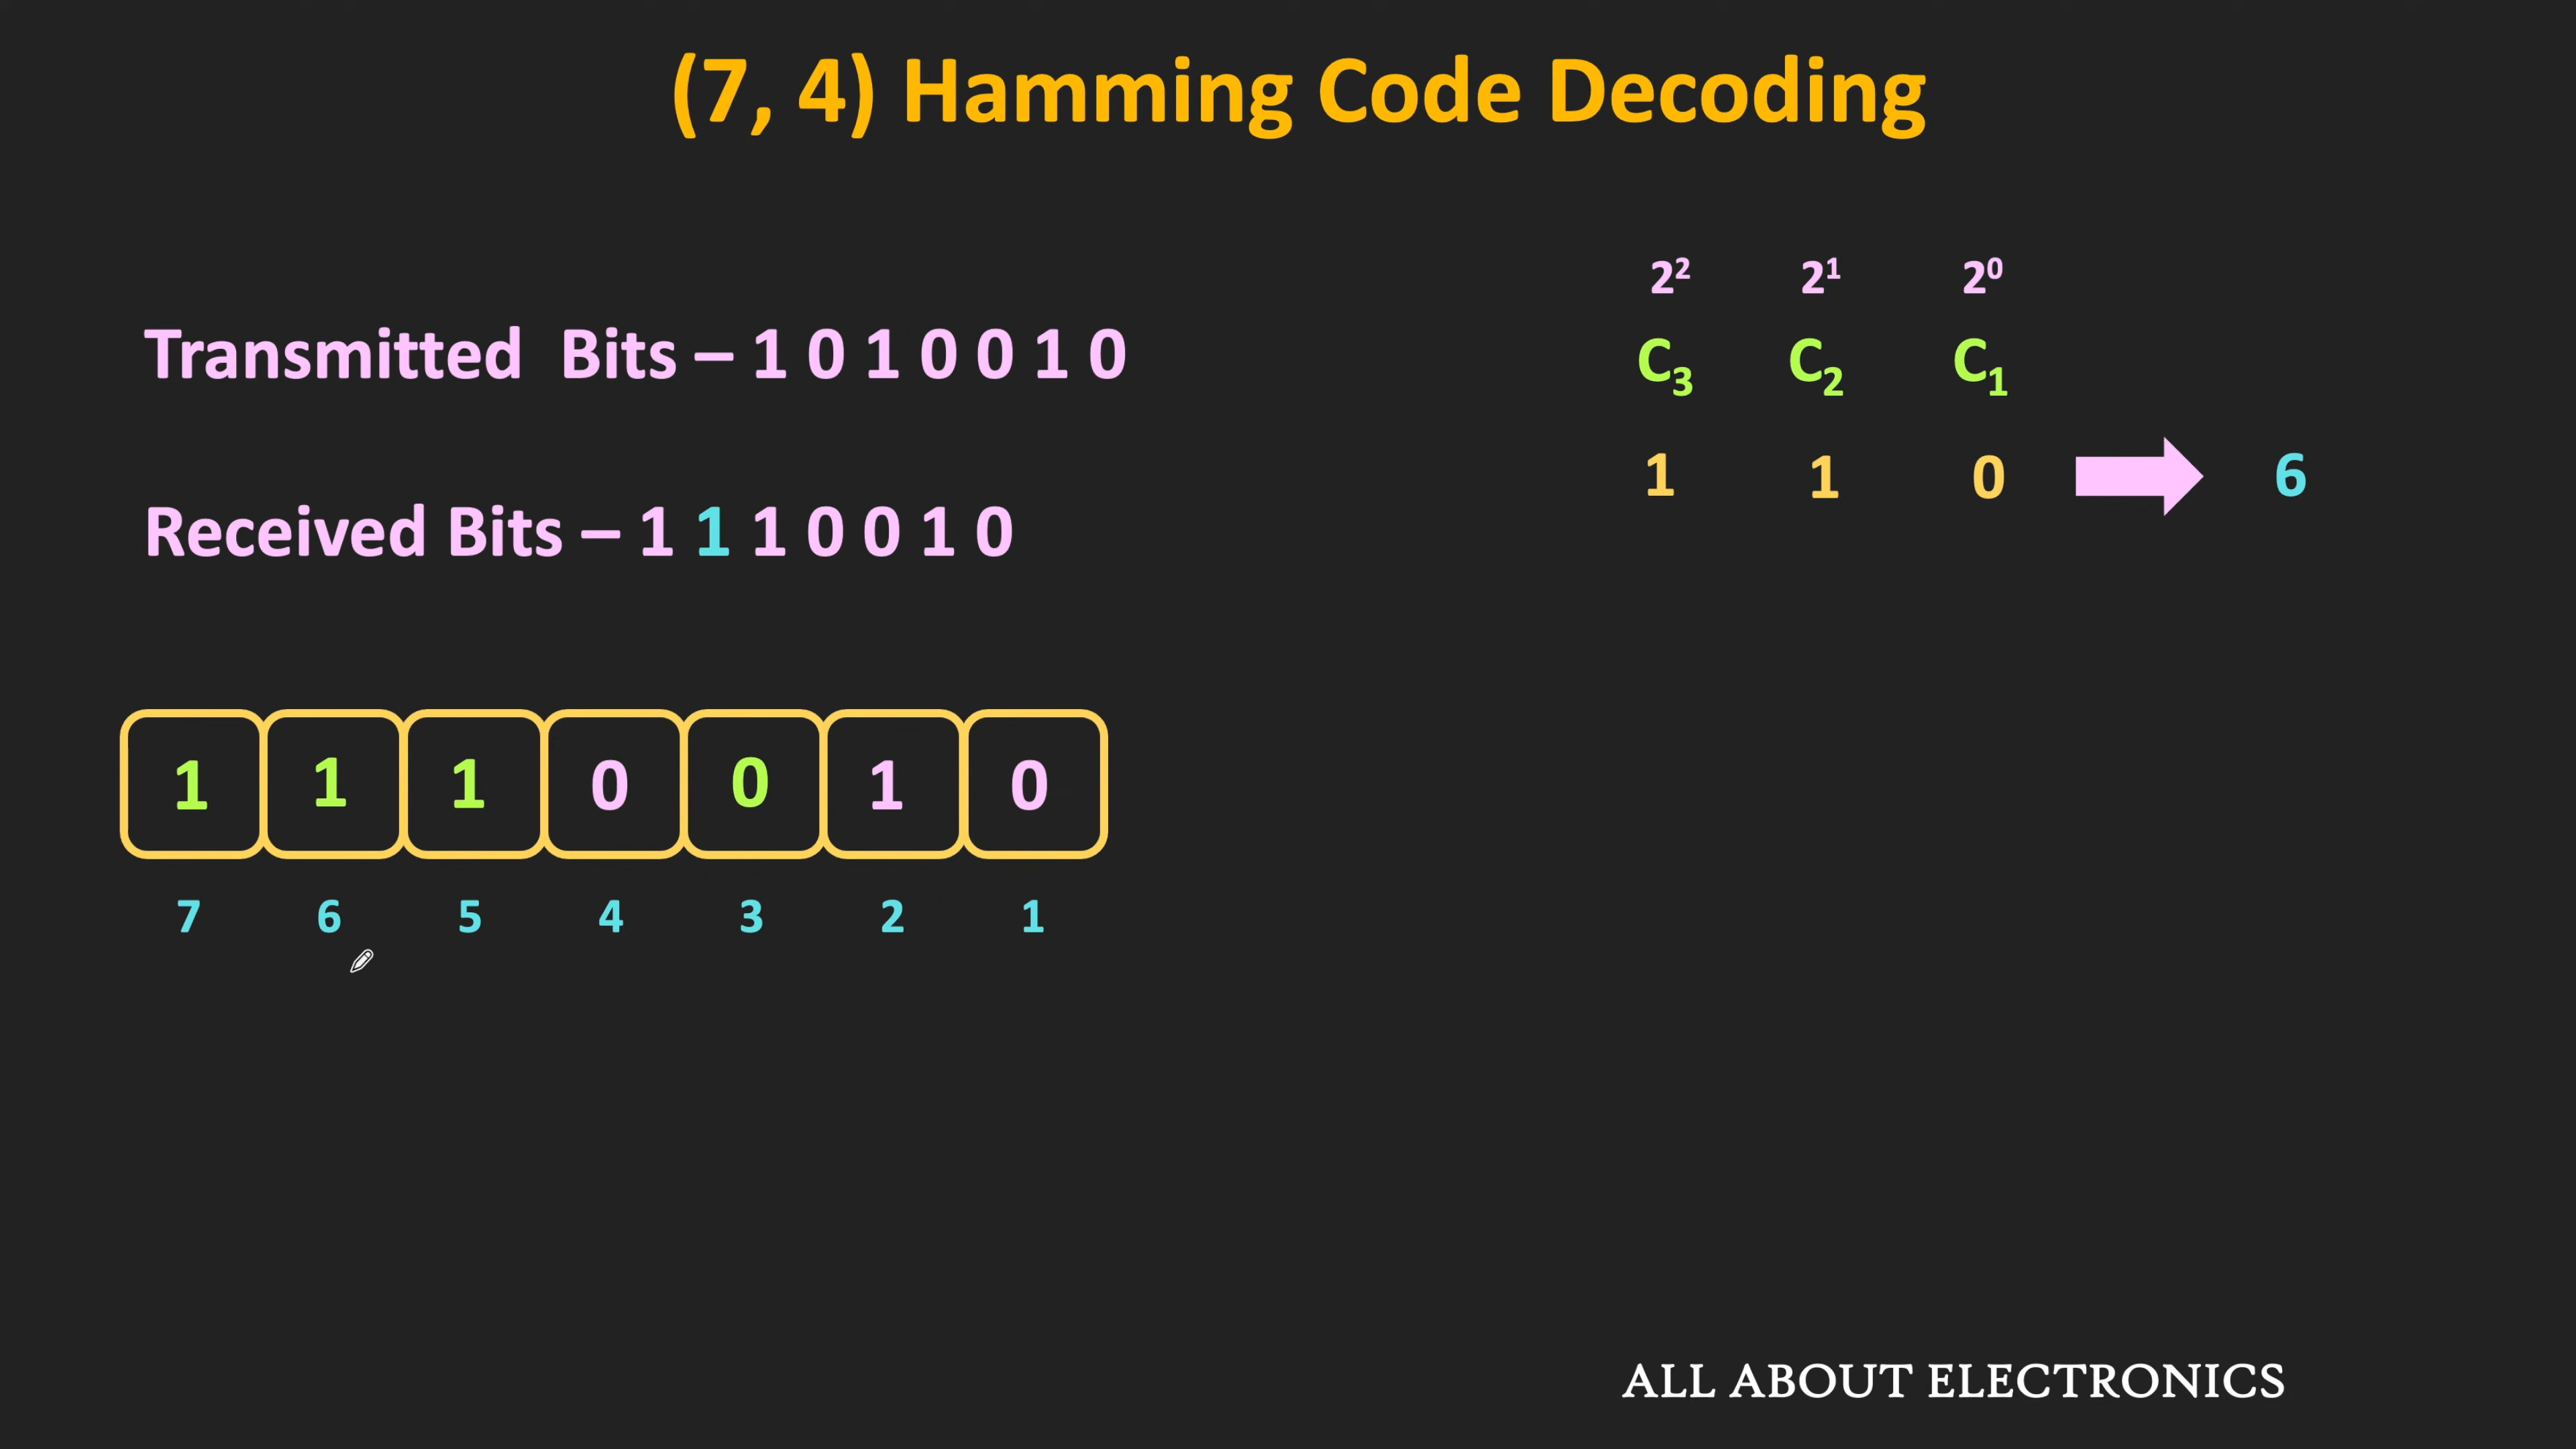 (7, 4) Hamming Code Decoding
2² 2¹ 2⁰
Transmitted Bits – 1 0 1 0 0 1 0
C₃ C₂ C₁
1 1 0 6
Received Bits – 1 1 1 0 0 1 0
1 1 1 0 0 1 0
7 6 5 4 3 2 1
ALL ABOUT ELECTRONICS